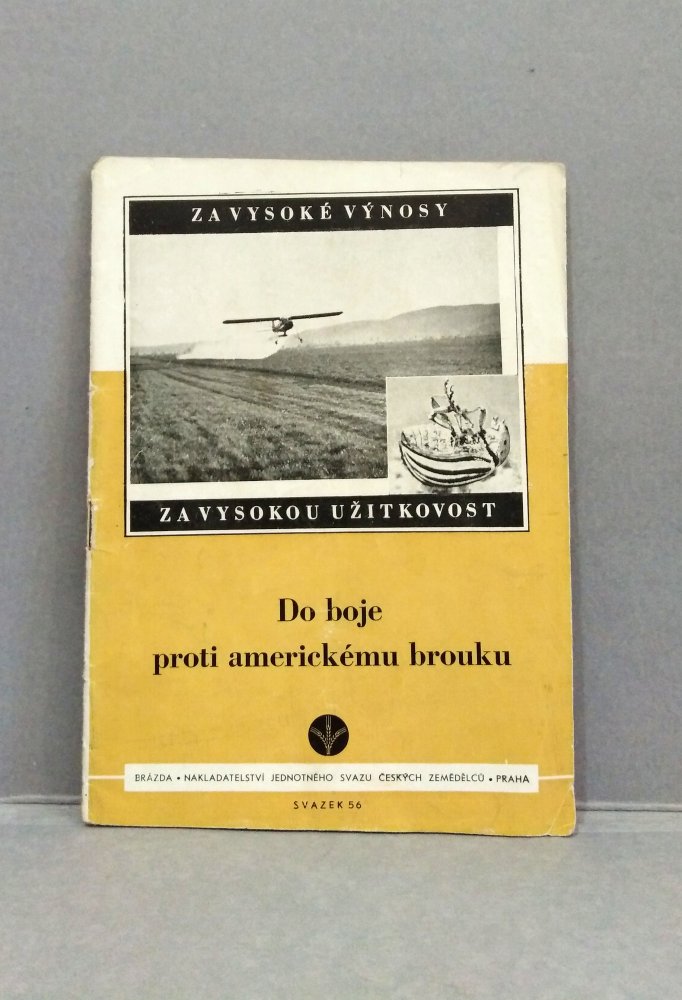 ZA VYSOKÉ VÝNOSY
ZA VYSOKOU UŽITKOVOST
Do boje
proti americkému brouku
BRÁZDA • NAKLADATELSTVÍ JEDNOTNÉHO SVAZU ČESKÝCH ZEMĚDĚLCŮ • PRAHA
SVAZEK 56